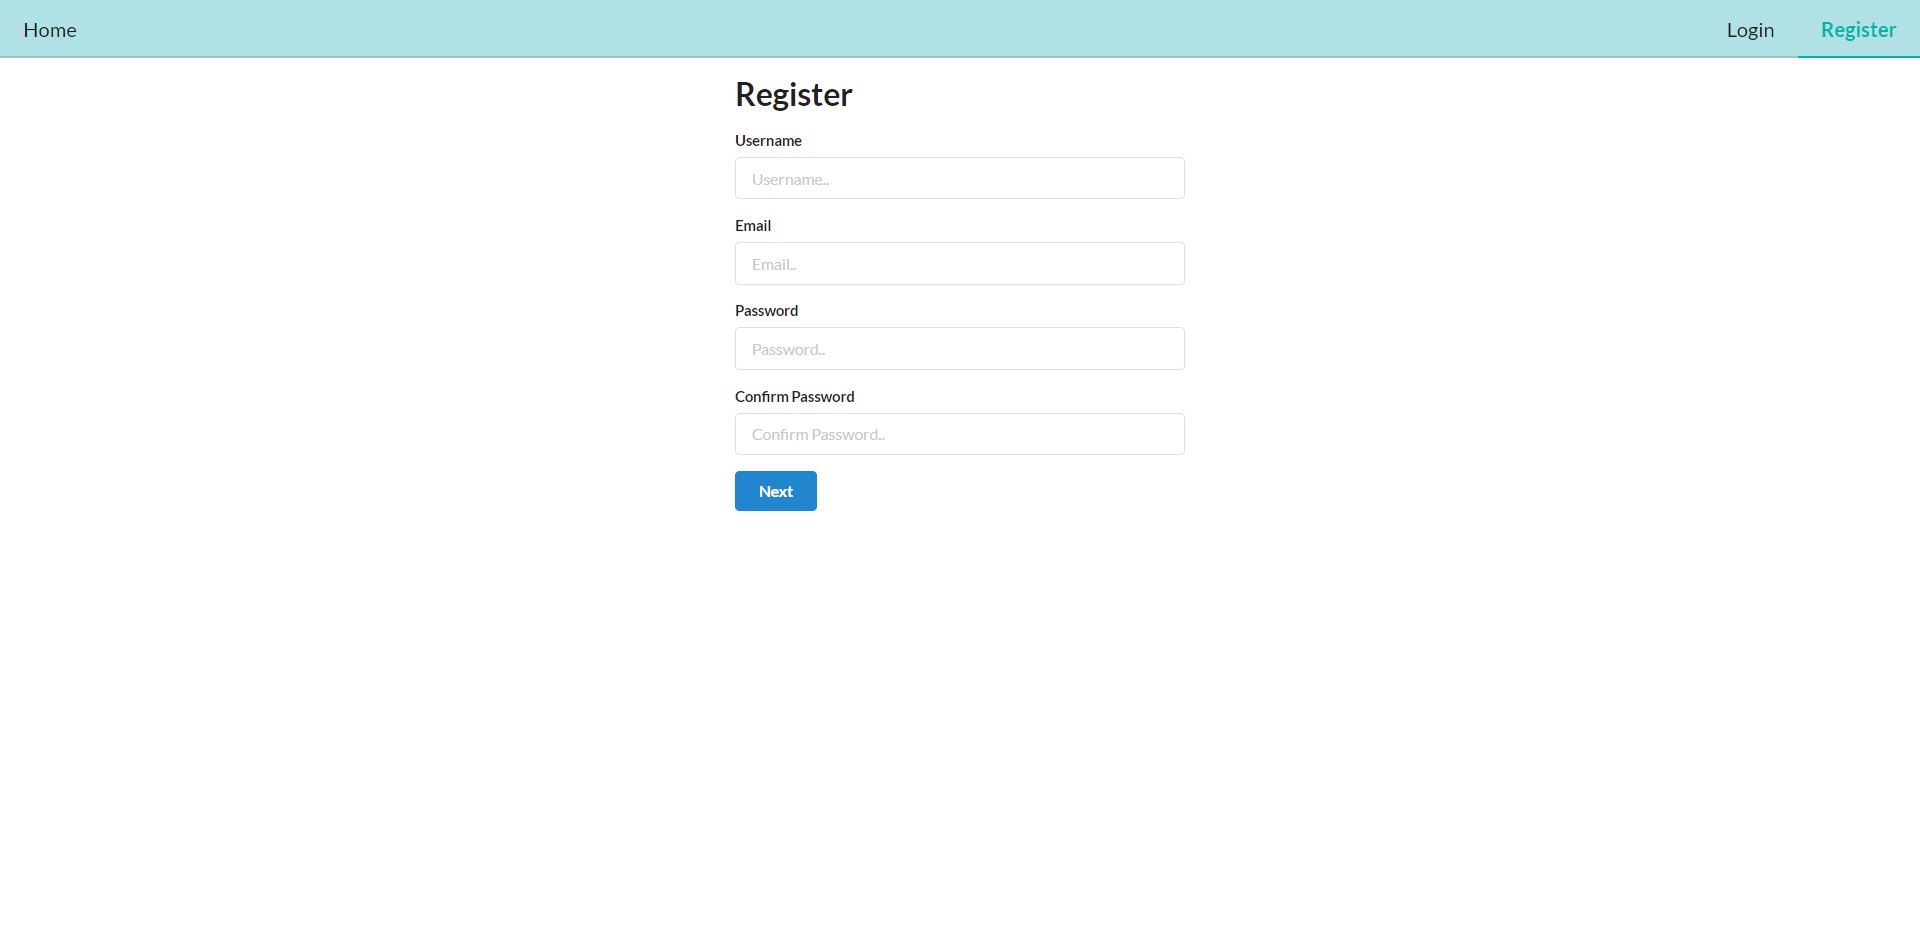 Home Login Register
Register
Username
Username..
Email
Email..
Password
Password..
Confirm Password
Confirm Password..
Next